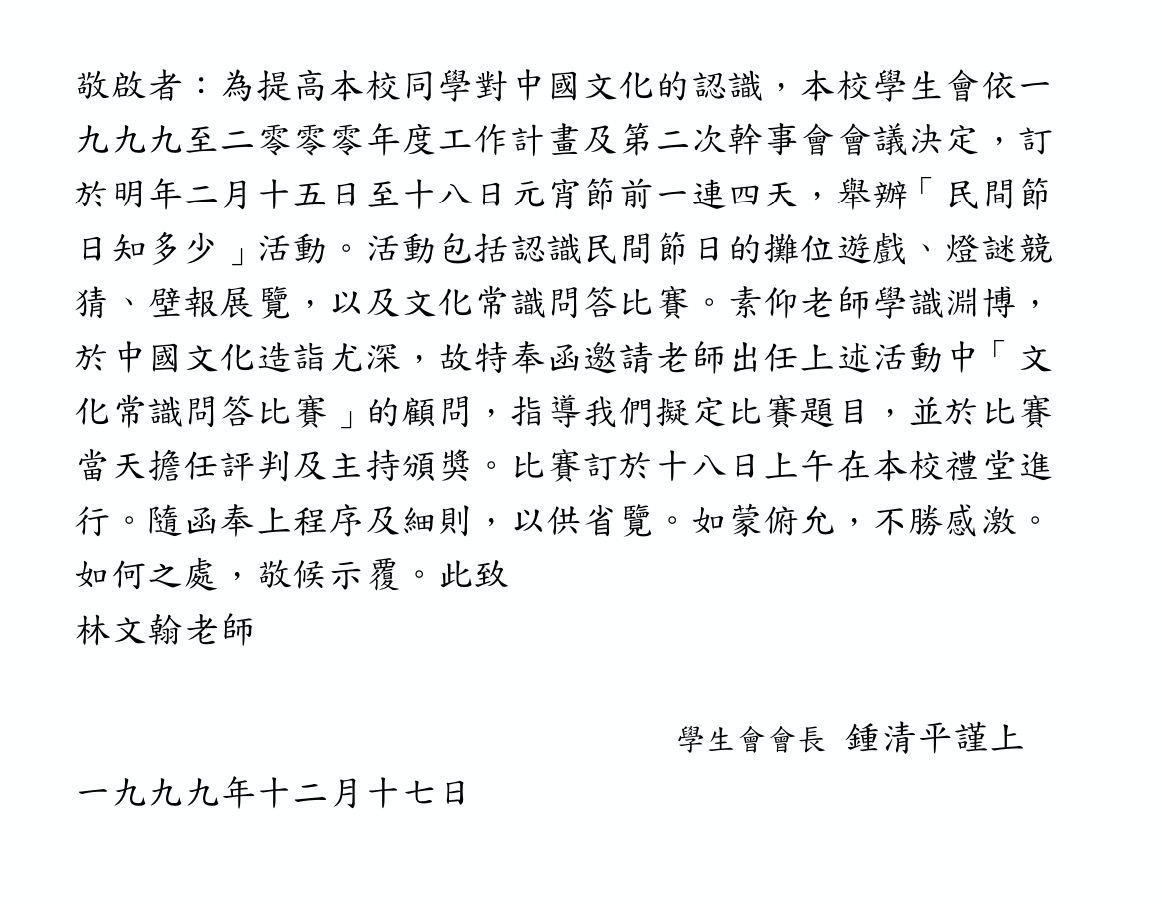 敬啟者：為提高本校同學對中國文化的認識，本校學生會依一
九九九至二零零零年度工作計畫及第二次幹事會會議決定，訂
於明年二月十五日至十八日元宵節前一連四天，舉辦「民間節
日知多少」活動。活動包括認識民間節日的攤位遊戲、燈謎競
猜、壁報展覽，以及文化常識問答比賽。素仰老師學識淵博，
於中國文化造詣尤深，故特奉函邀請老師出任上述活動中「文
化常識問答比賽」的顧問，指導我們擬定比賽題目，並於比賽
當天擔任評判及主持頒獎。比賽訂於十八日上午在本校禮堂進
行。隨函奉上程序及細則，以供省覽。如蒙俯允，不勝感激。
如何之處，敬候示覆。此致
林文翰老師
學生會會長 鍾清平謹上
一九九九年十二月十七日